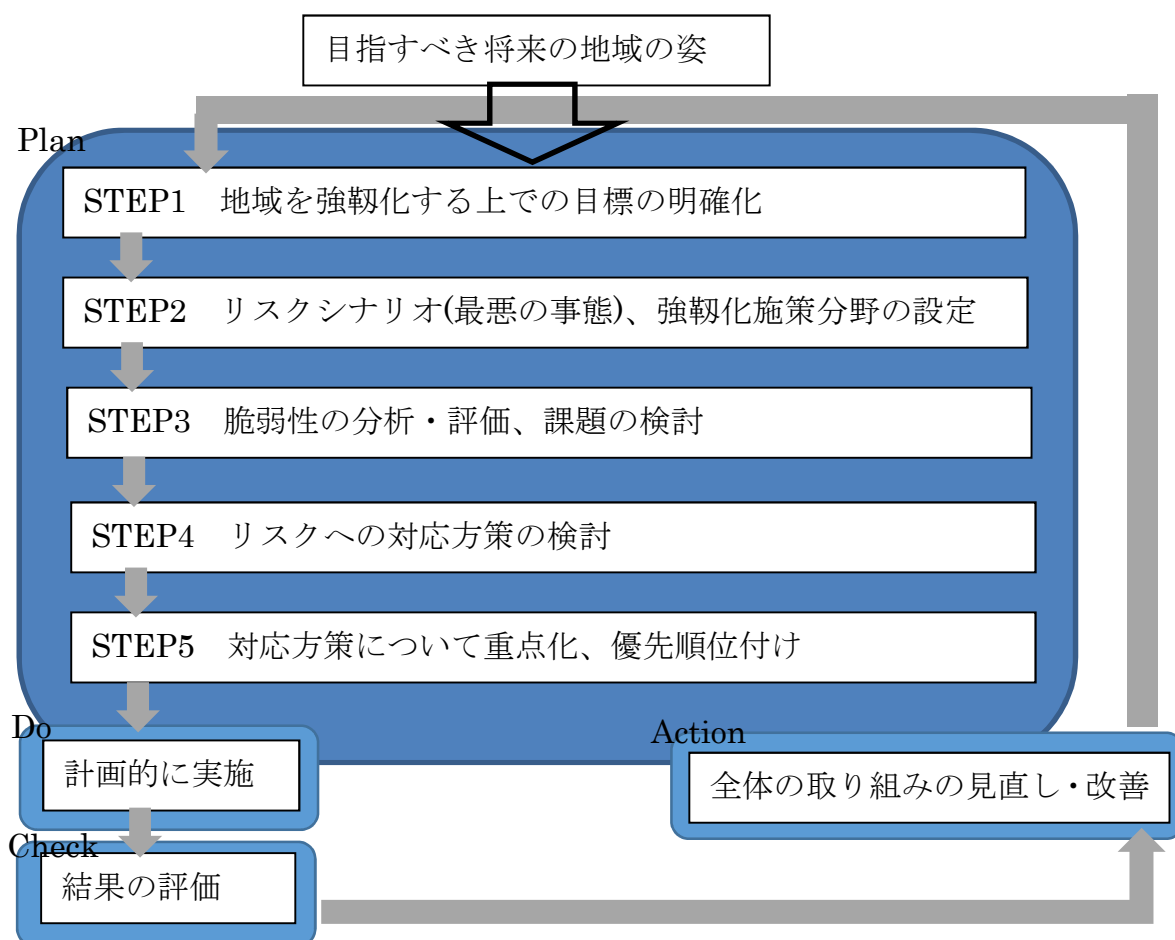 目指すべき将来の地域の姿
Plan
STEP1　地域を強靱化する上での目標の明確化
STEP2　リスクシナリオ(最悪の事態)、強靱化施策分野の設定
STEP3　脆弱性の分析・評価、課題の検討
STEP4　リスクへの対応方策の検討
STEP5　対応方策について重点化、優先順位付け
Do
計画的に実施
Action
全体の取り組みの見直し・改善
Check
結果の評価